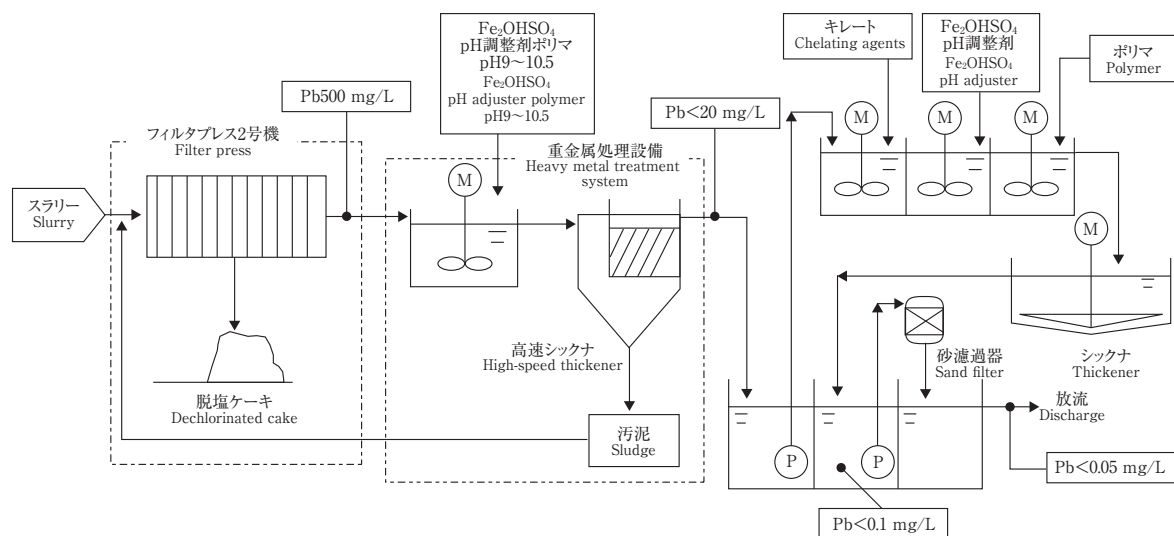 Fe₂OHSO₄
pH調整剤ポリマ
pH9～10.5
Fe₂OHSO₄
pH adjuster polymer
pH9～10.5
キレート
Chelating agents
Fe₂OHSO₄
pH調整剤
Fe₂OHSO₄
pH adjuster
ポリマ
Polymer
Pb500 mg/L
Pb<20 mg/L
フィルタプレス2号機
Filter press
重金属処理設備
Heavy metal treatment
system
M
M
M
M
スラリー
Slurry
M
高速シックナ
High-speed thickener
砂濾過器
Sand filter
シックナ
Thickener
脱塩ケーキ
Dechlorinated cake
放流
Discharge
汚泥
Sludge
P
P
Pb<0.05 mg/L
Pb<0.1 mg/L